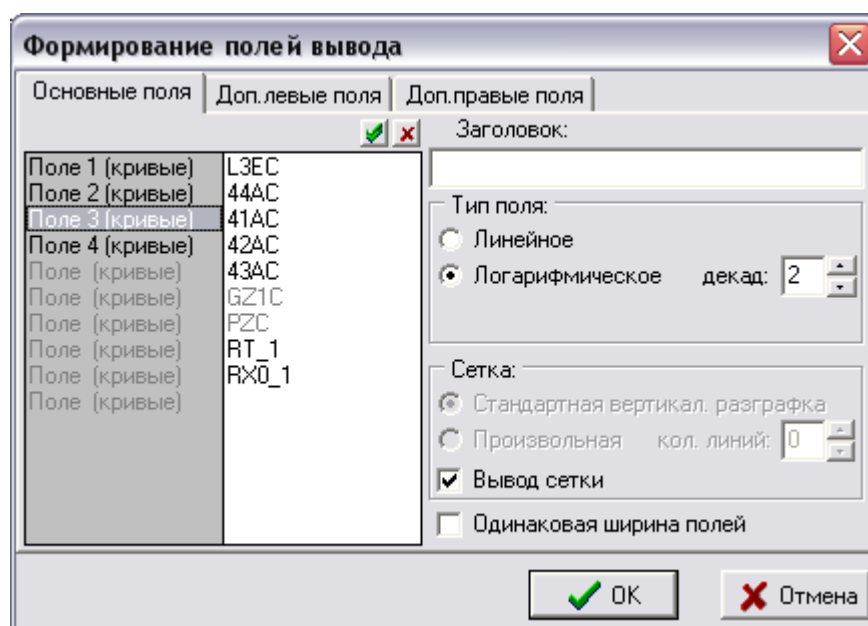 Формирование полей вывода
Основные поля Доп.левые поля Доп.правые поля
Заголовок:
Поле 1 (кривые) L3EC
Поле 2 (кривые) 44AC
Поле 3 (кривые) 41AC
Поле 4 (кривые) 42AC
Поле (кривые) 43AC
Поле (кривые) GZ1C
Поле (кривые) PZC
Поле (кривые) RT_1
Поле (кривые) RX0_1
Поле (кривые)
Тип поля:
Линейное
Логарифмическое декад: 2
Сетка:
Стандартная вертикал. разграфка
Произвольная кол. линий: 0
Вывод сетки
Одинаковая ширина полей
OK Отмена